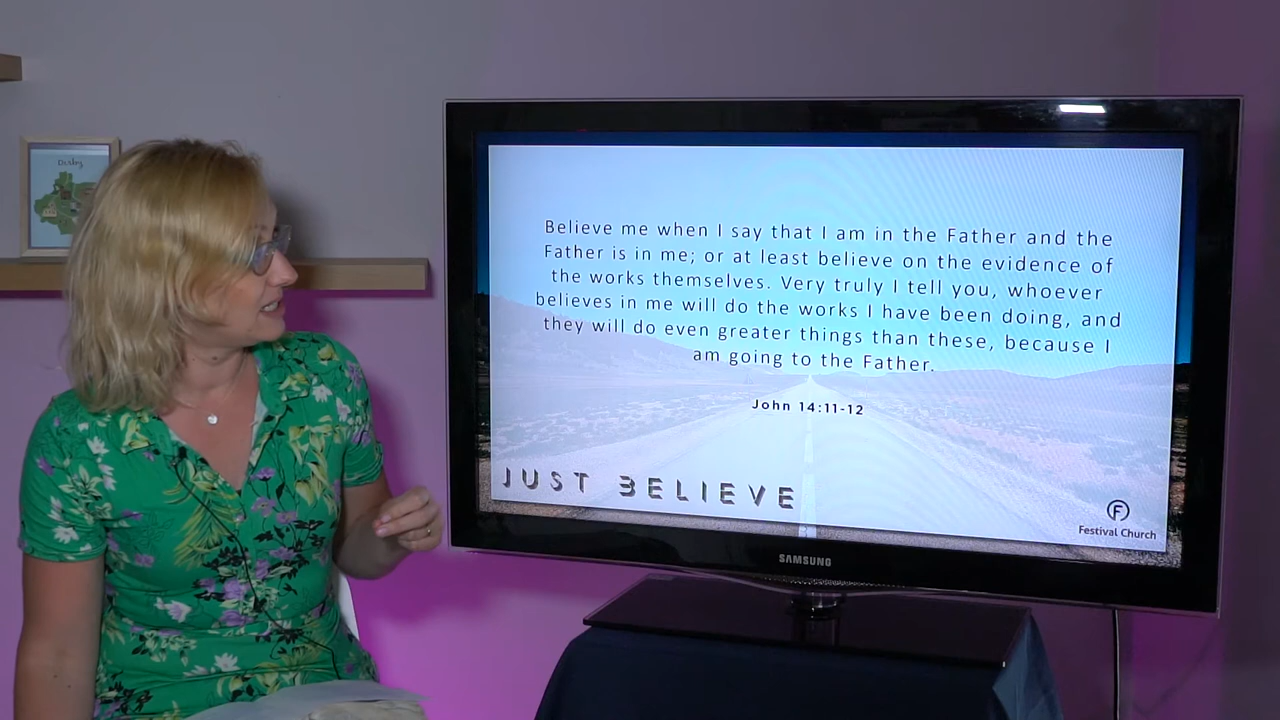 Derby
Believe me when I say that I am in the Father and the
Father is in me; or at least believe on the evidence of
the works themselves. Very truly I tell you, whoever
believes in me will do the works I have been doing, and
they will do even greater things than these, because I
am going to the Father.
John 14:11-12
JUST BELIEVE
F
Festival Church
SAMSUNG